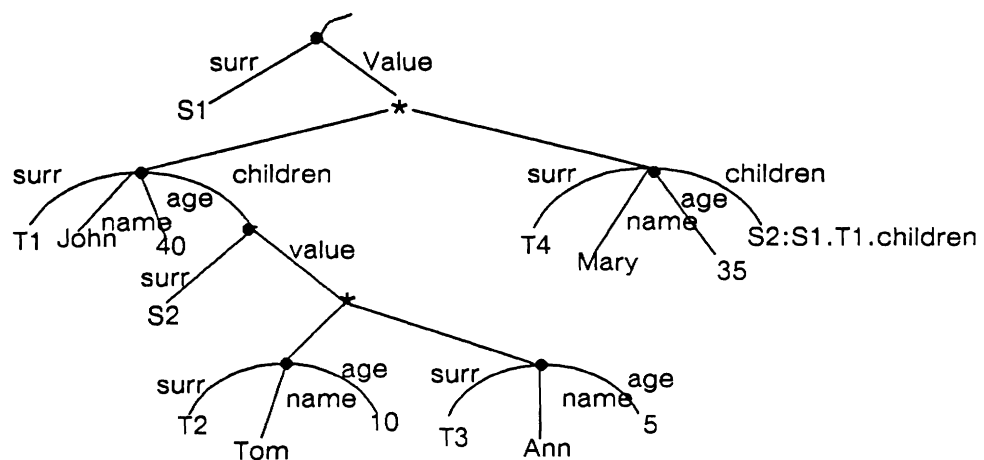 surr Value
S1
*
surr children surr children
age age
name name
T1 John 40 T4 S2:S1.T1.children
value Mary 35
surr
S2
*
surr age surr age
name name
T2 10 T3 5
Tom Ann